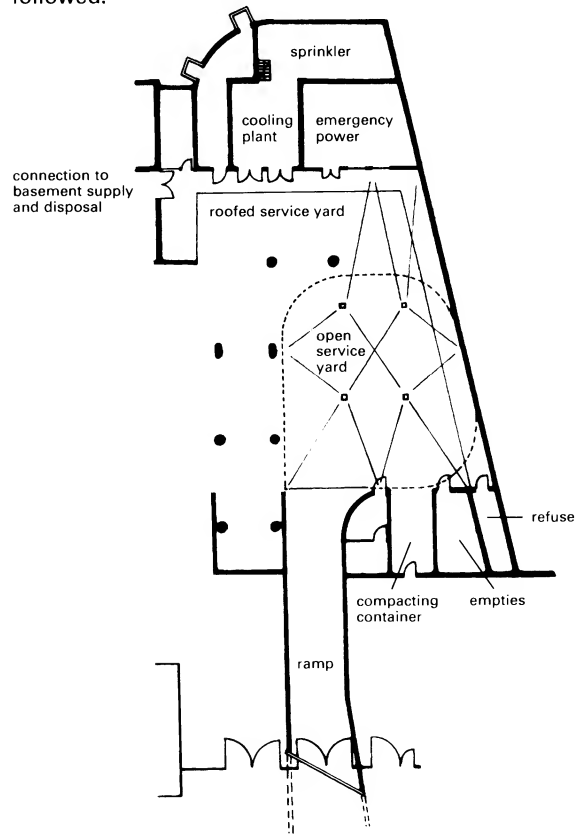 followed.
sprinkler
cooling
plant
emergency
power
connection to
basement supply
and disposal
roofed service yard
open
service
yard
refuse
compacting
container
empties
ramp